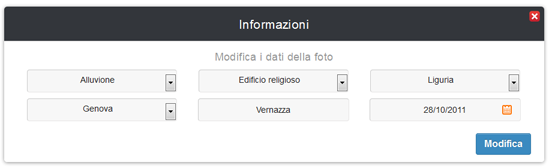 Informazioni
Modifica i dati della foto
Alluvione Edificio religioso Liguria
Genova Vernazza 28/10/2011
Modifica